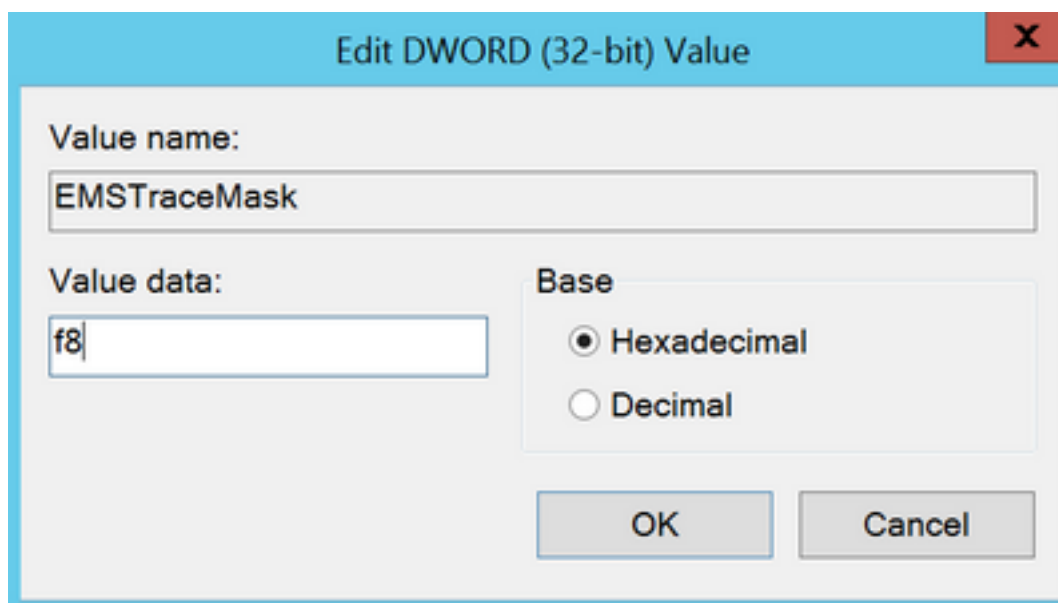 Edit DWORD (32-bit) Value
x
Value name:
EMSTraceMask
Value data:
f8
Base
Hexadecimal
Decimal
OK
Cancel